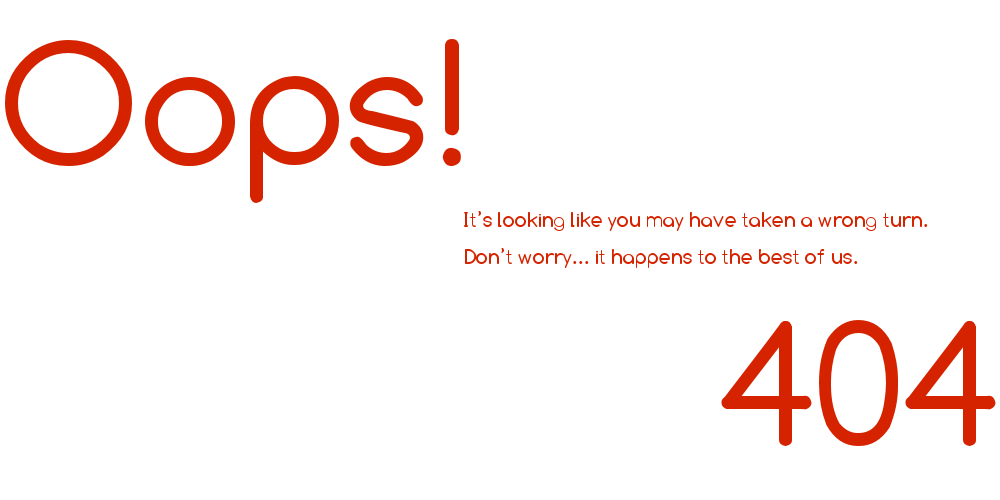 Oops!
It's looking like you may have taken a wrong turn.
Don't worry... it happens to the best of us.
404